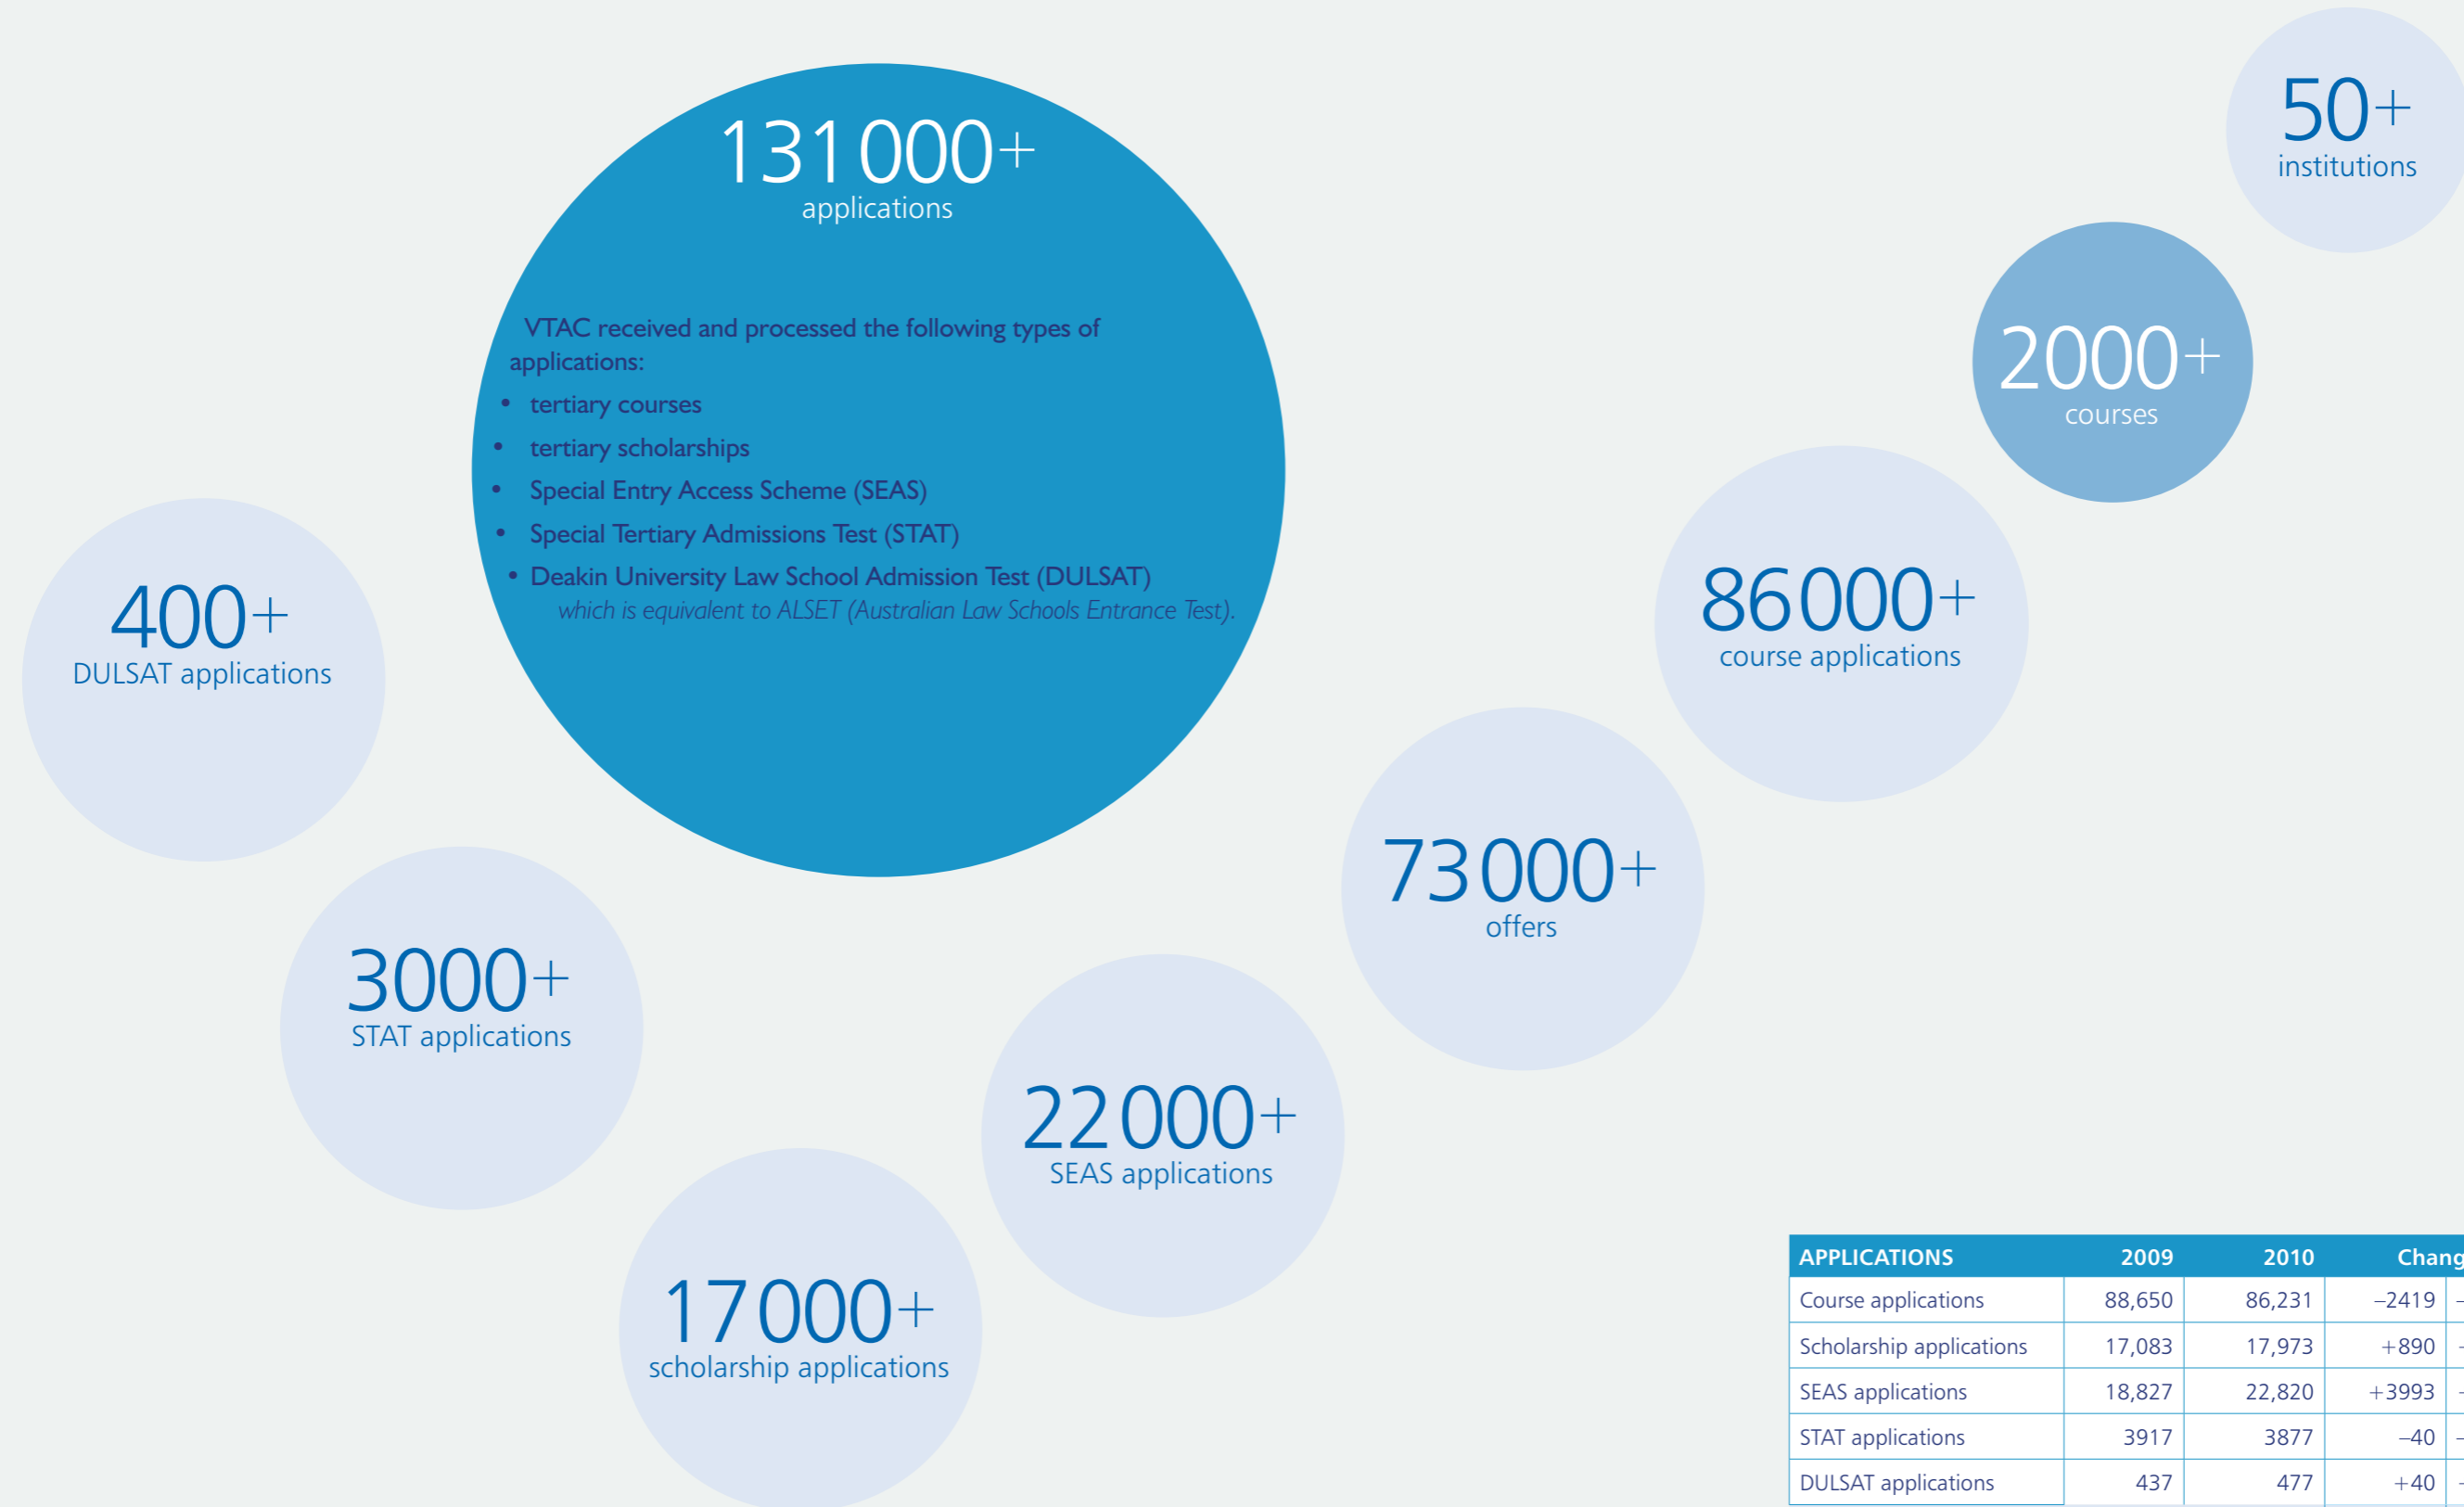 131 000+
applications
VTAC received and processed the following types of
applications:
• tertiary courses
• tertiary scholarships
• Special Entry Access Scheme (SEAS)
• Special Tertiary Admissions Test (STAT)
• Deakin University Law School Admission Test (DULSAT)
which is equivalent to ALSET (Australian Law Schools Entrance Test).
50+
institutions
2000+
courses
86 000+
course applications
73 000+
offers
22 000+
SEAS applications
17 000+
scholarship applications
3000+
STAT applications
400+
DULSAT applications
APPLICATIONS 2009 2010 Chang
Course applications 88,650 86,231 –2419
Scholarship applications 17,083 17,973 +890
SEAS applications 18,827 22,820 +3993
STAT applications 3917 3877 –40
DULSAT applications 437 477 +40